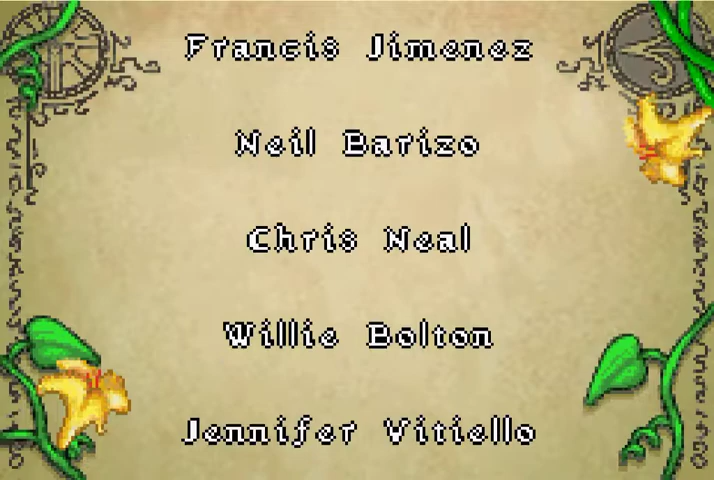 Francis Jimenez
Neil Barizo
Chris Neal
Willie Bolton
Jennifer Vitiello